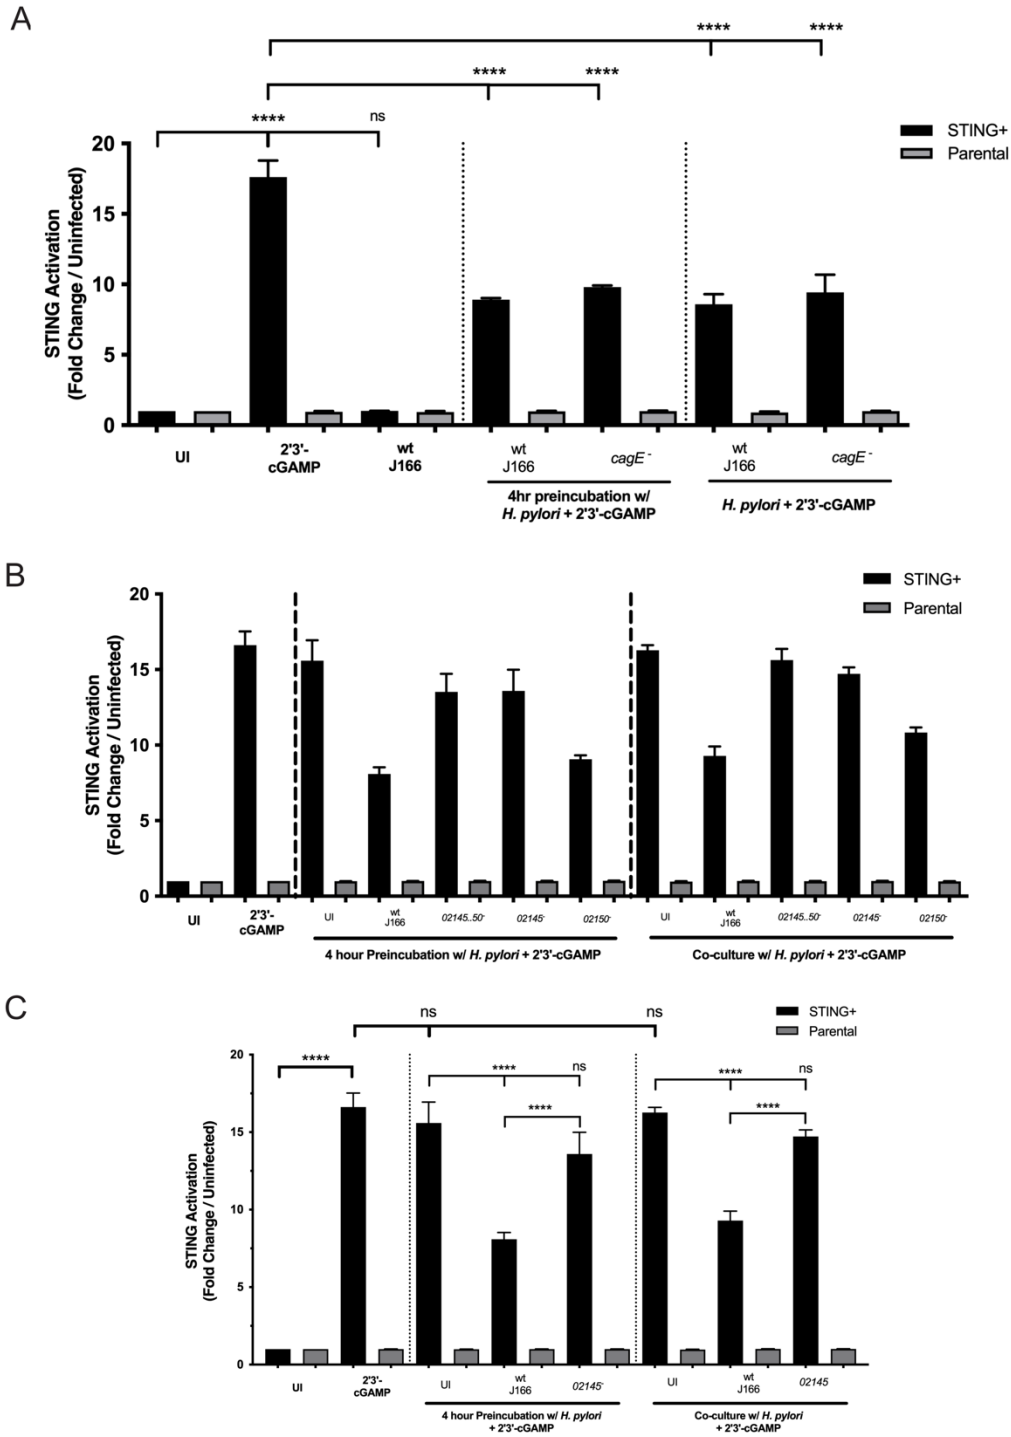 A
****
****
****
****
****
ns
STING+
Parental
STING Activation
(Fold Change / Uninfected)
20
15
10
5
0
UI
2'3'-
cGAMP
wt
J166
wt
J166
cagE -
wt
J166
cagE -
4hr preincubation w/
H. pylori + 2'3'-cGAMP
H. pylori + 2'3'-cGAMP
B
STING+
Parental
STING Activation
(Fold Change / Uninfected)
20
15
10
5
0
UI
2'3'-
cGAMP
UI
wt
J166
02145..50-
02145-
02150-
UI
wt
J166
02145..50-
02145-
02150-
4 hour Preincubation w/ H. pylori + 2'3'-cGAMP
Co-culture w/ H. pylori + 2'3'-cGAMP
C
STING+
Parental
ns
ns
****
****
ns
****
****
ns
****
STING Activation
(Fold Change / Uninfected)
20
15
10
5
0
UI
2'3'-
cGAMP
UI
wt
J166
02145-
UI
wt
J166
02145
4 hour Preincubation w/ H. pylori
+ 2'3'-cGAMP
Co-culture w/ H. pylori
+ 2'3'-cGAMP